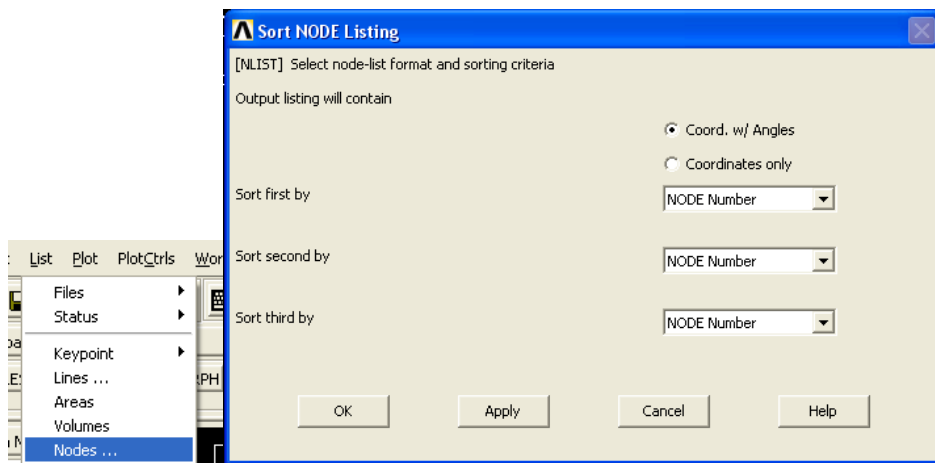 Sort NODE Listing
[NLIST] Select node-list format and sorting criteria
Output listing will contain
Coord. w/ Angles
Coordinates only
Sort first by NODE Number
Sort second by NODE Number
Sort third by NODE Number
OK Apply Cancel Help
List Plot PlotCtrls Wor
Files
Status
Keypoint
Lines ...
Areas
Volumes
Nodes ...
RPH